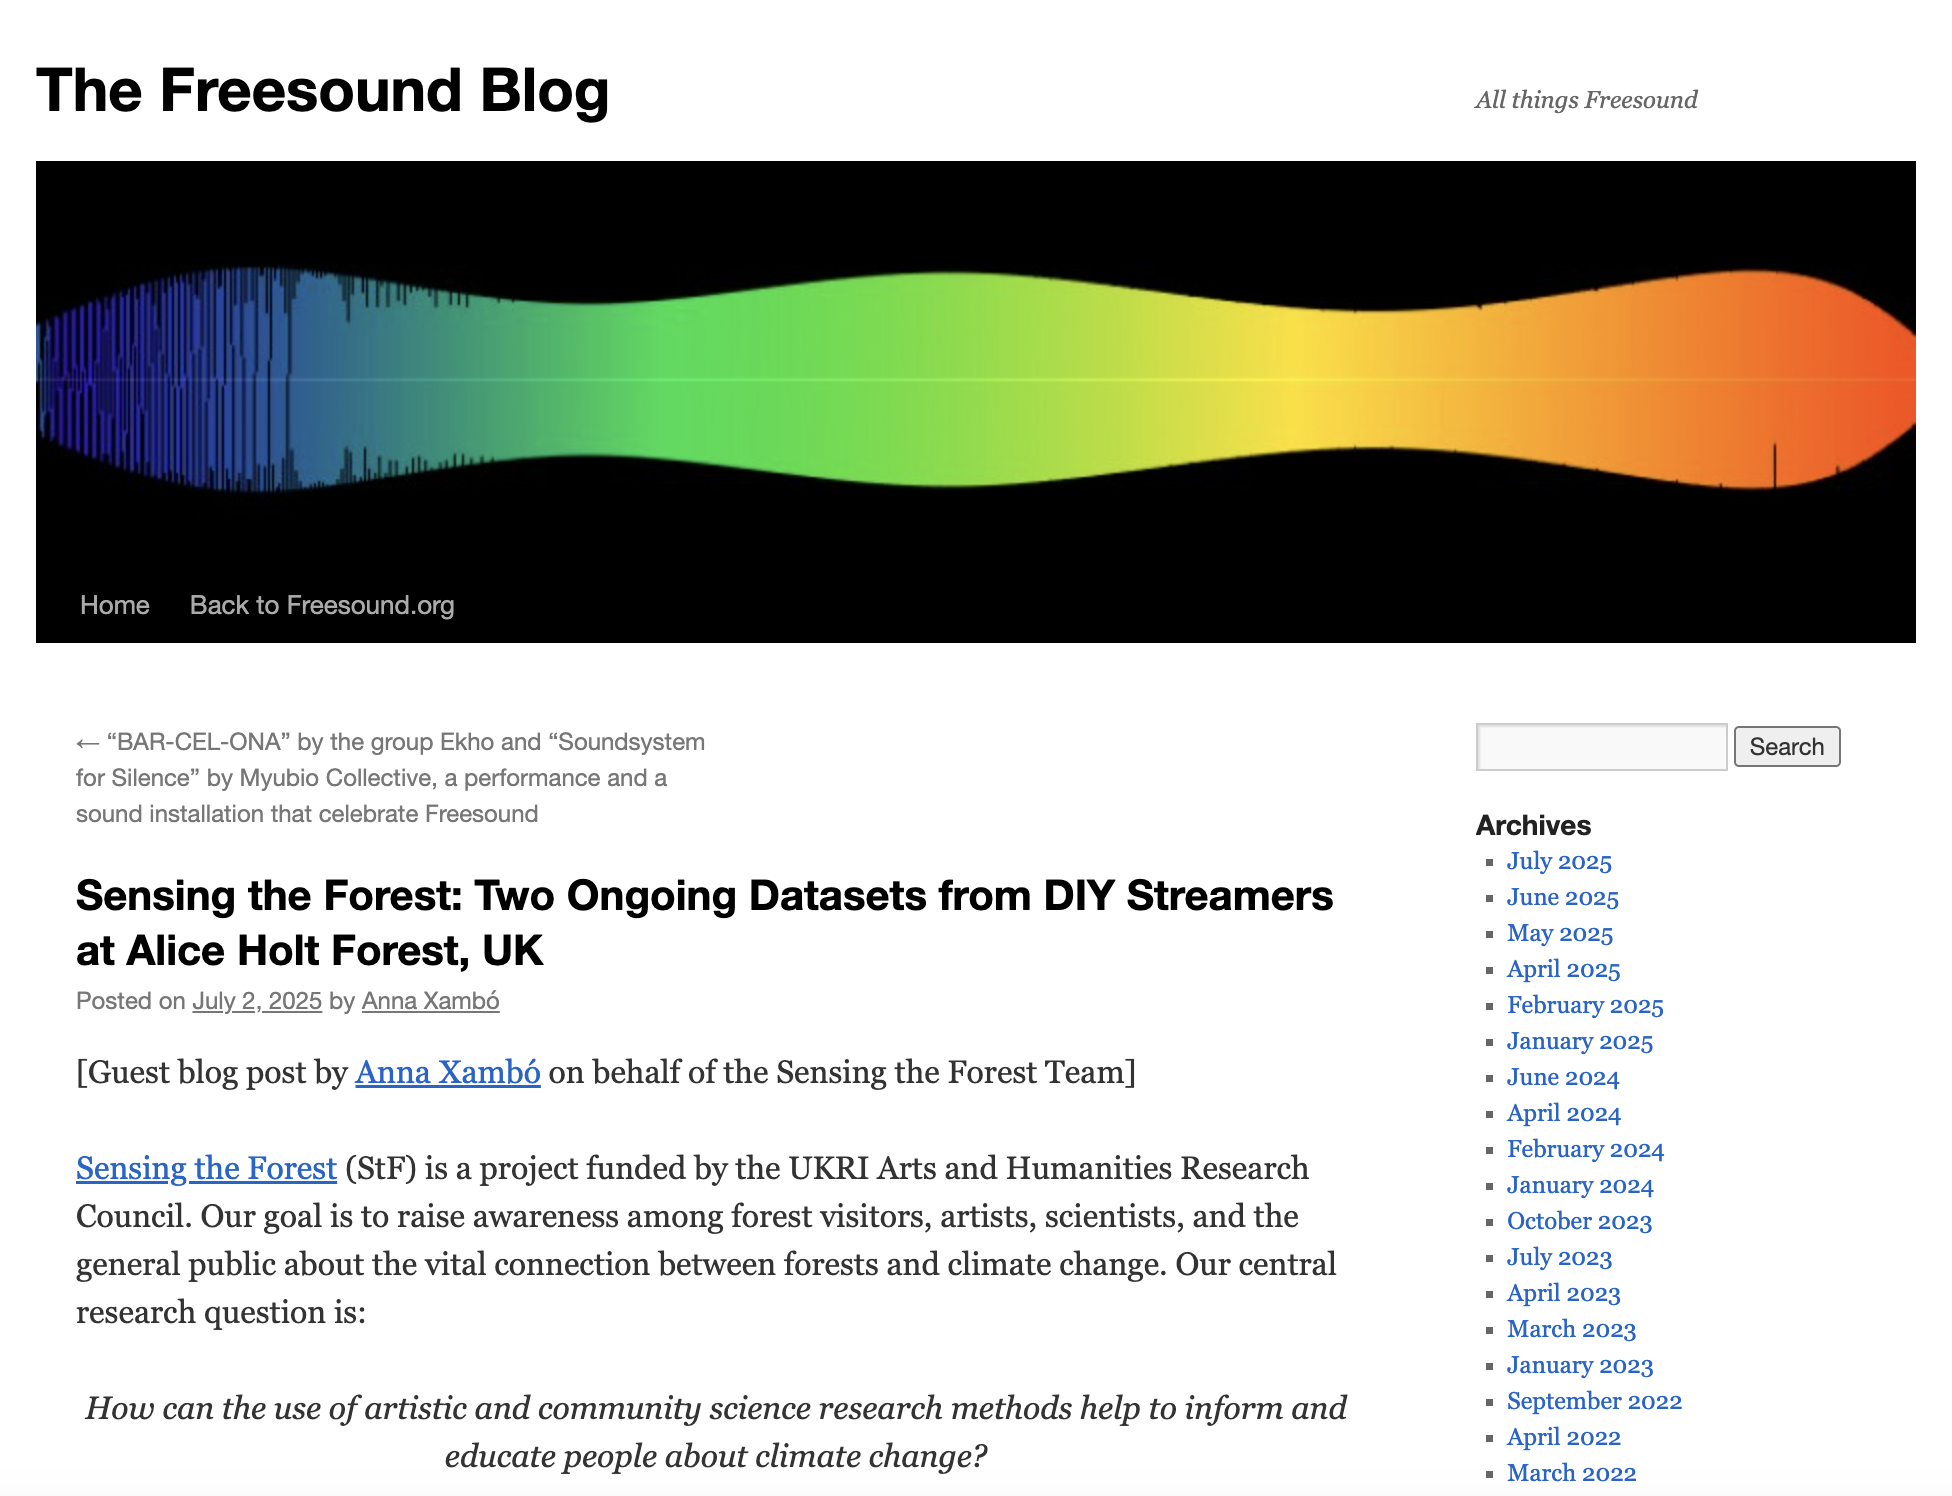 The Freesound Blog
All things Freesound
Home
Back to Freesound.org
← “BAR-CEL-ONA” by the group Ekho and “Soundsystem
for Silence” by Myubio Collective, a performance and a
sound installation that celebrate Freesound
Sensing the Forest: Two Ongoing Datasets from DIY Streamers
at Alice Holt Forest, UK
Posted on July 2, 2025 by Anna Xambó
[Guest blog post by Anna Xambó on behalf of the Sensing the Forest Team]
Sensing the Forest (StF) is a project funded by the UKRI Arts and Humanities Research
Council. Our goal is to raise awareness among forest visitors, artists, scientists, and the
general public about the vital connection between forests and climate change. Our central
research question is:
How can the use of artistic and community science research methods help to inform and
educate people about climate change?
Search
Archives
July 2025
June 2025
May 2025
April 2025
February 2025
January 2025
June 2024
April 2024
February 2024
January 2024
October 2023
July 2023
April 2023
March 2023
January 2023
September 2022
April 2022
March 2022